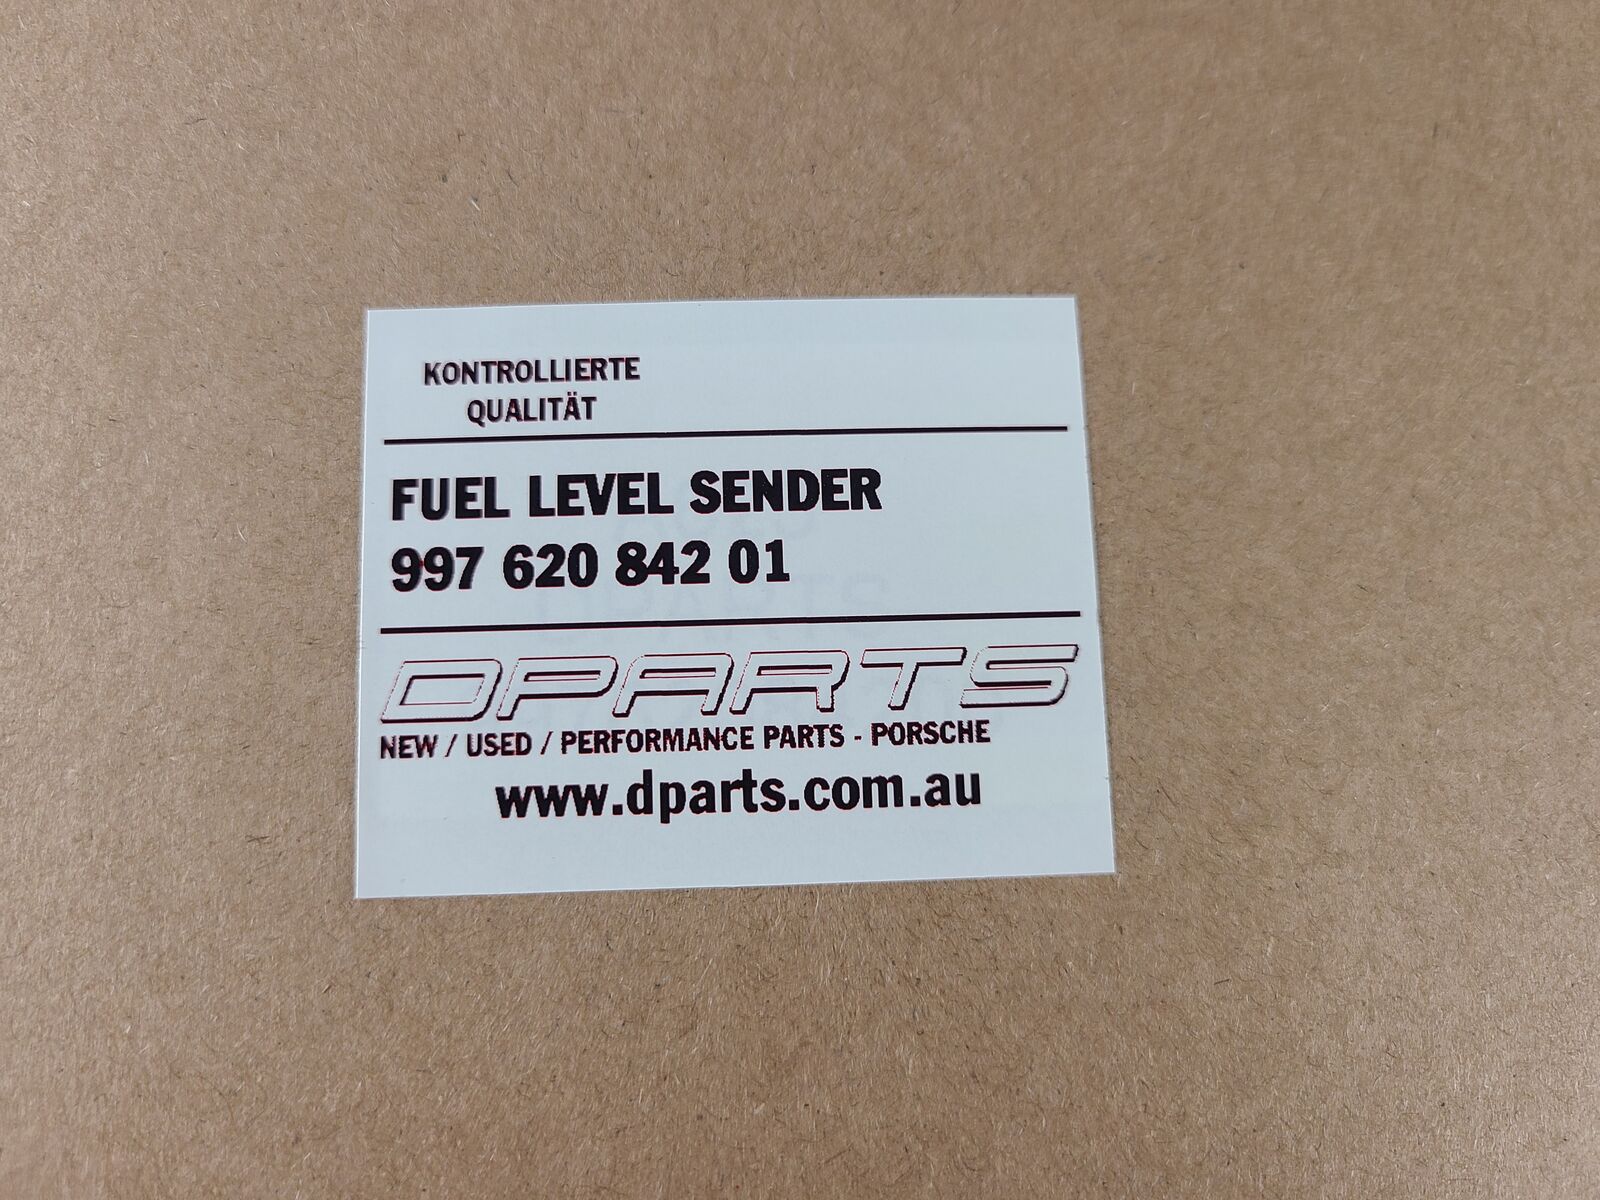 KONTROLLIERTE
QUALITÄT
FUEL LEVEL SENDER
997 620 842 01
DPARTS
NEW / USED / PERFORMANCE PARTS - PORSCHE
www.dparts.com.au